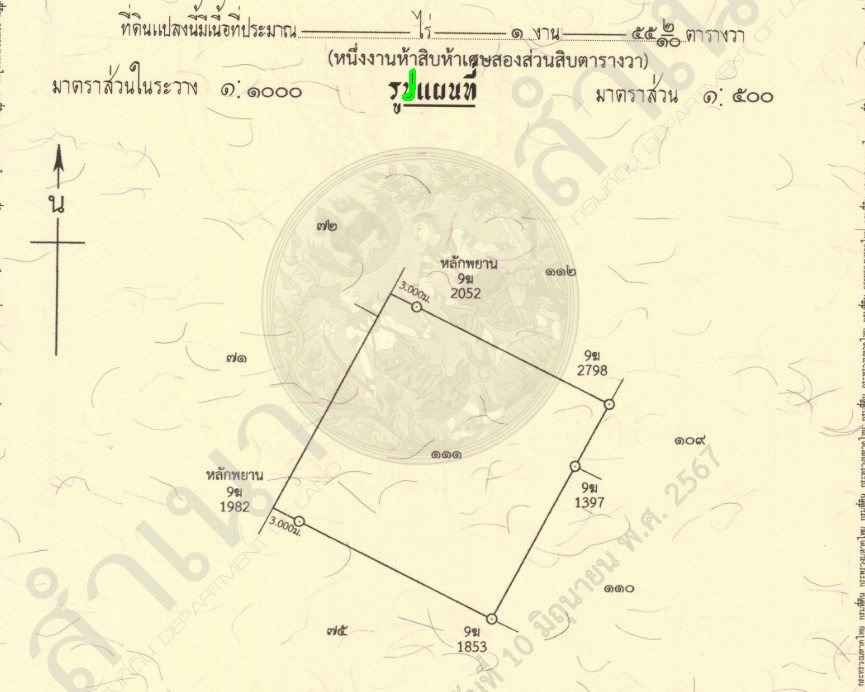 ที่ดินแปลงนี้มีเนื้อที่ประมาณ ไร่ ๑ งาน ๕๕ ๒/๑๐ ตารางวา
(หนึ่งงานห้าสิบห้าเศษสองส่วนสิบตารางวา)
มาตราส่วนในระวาง ๑:๑๐๐๐ รูปแผนที่ มาตราส่วน ๑:๕๐๐
น
๗๒
หลักพยาน
9ฆ
2052
๑๑๒
3.000ม.
๗๑
9ฆ
2798
๑๐๙
๑๑๑
หลักพยาน
9ฆ
1982
9ฆ
1397
3.000ม.
๑๑๐
๗๕
9ฆ
1853
สำเนา
กรมที่ดิน DEPARTMENT OF LAND
สำเนา
กรมที่ดิน DEPARTMENT OF LAND
วันที่ 10 มิถุนายน พ.ศ. 2567